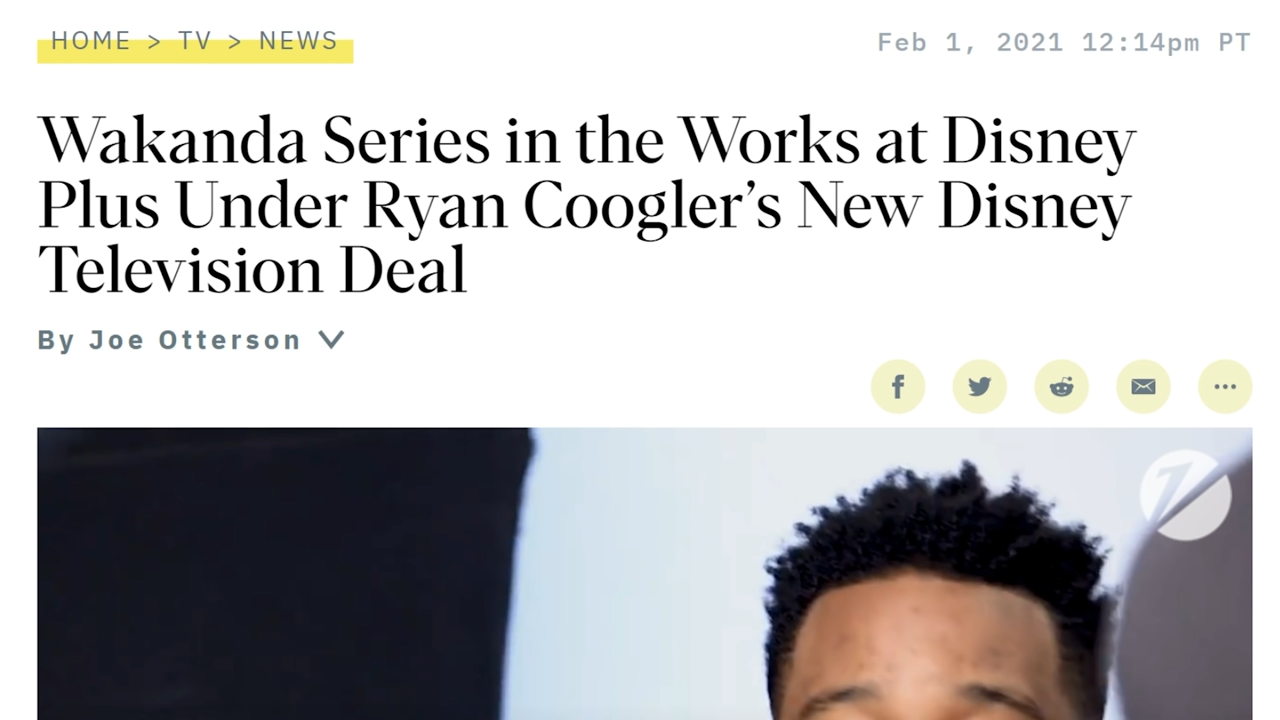 HOME > TV > NEWS
Feb 1, 2021 12:14pm PT
Wakanda Series in the Works at Disney
Plus Under Ryan Coogler’s New Disney
Television Deal
By Joe Otterson